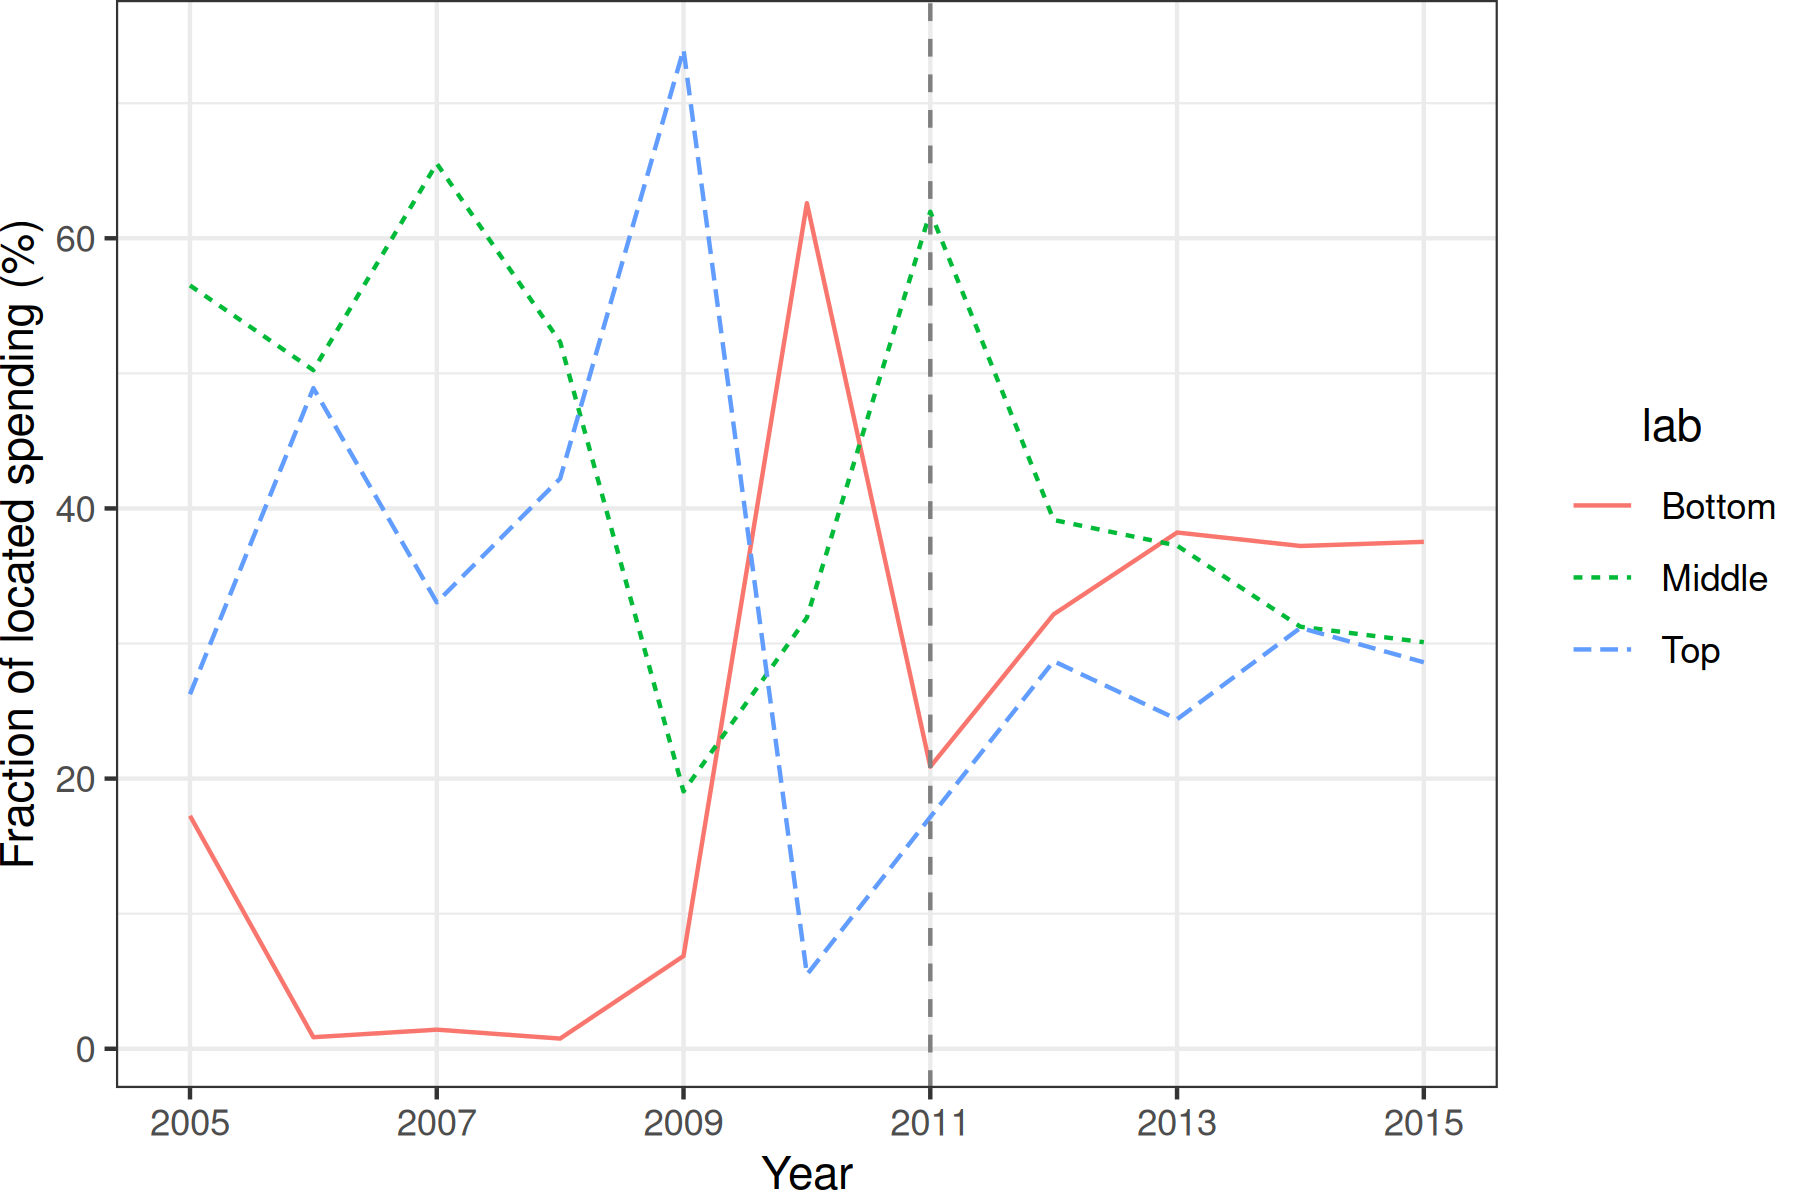 Fraction of located spending (%)
60
40
20
0
2005 2007 2009 2011 2013 2015
Year
lab
Bottom
Middle
Top